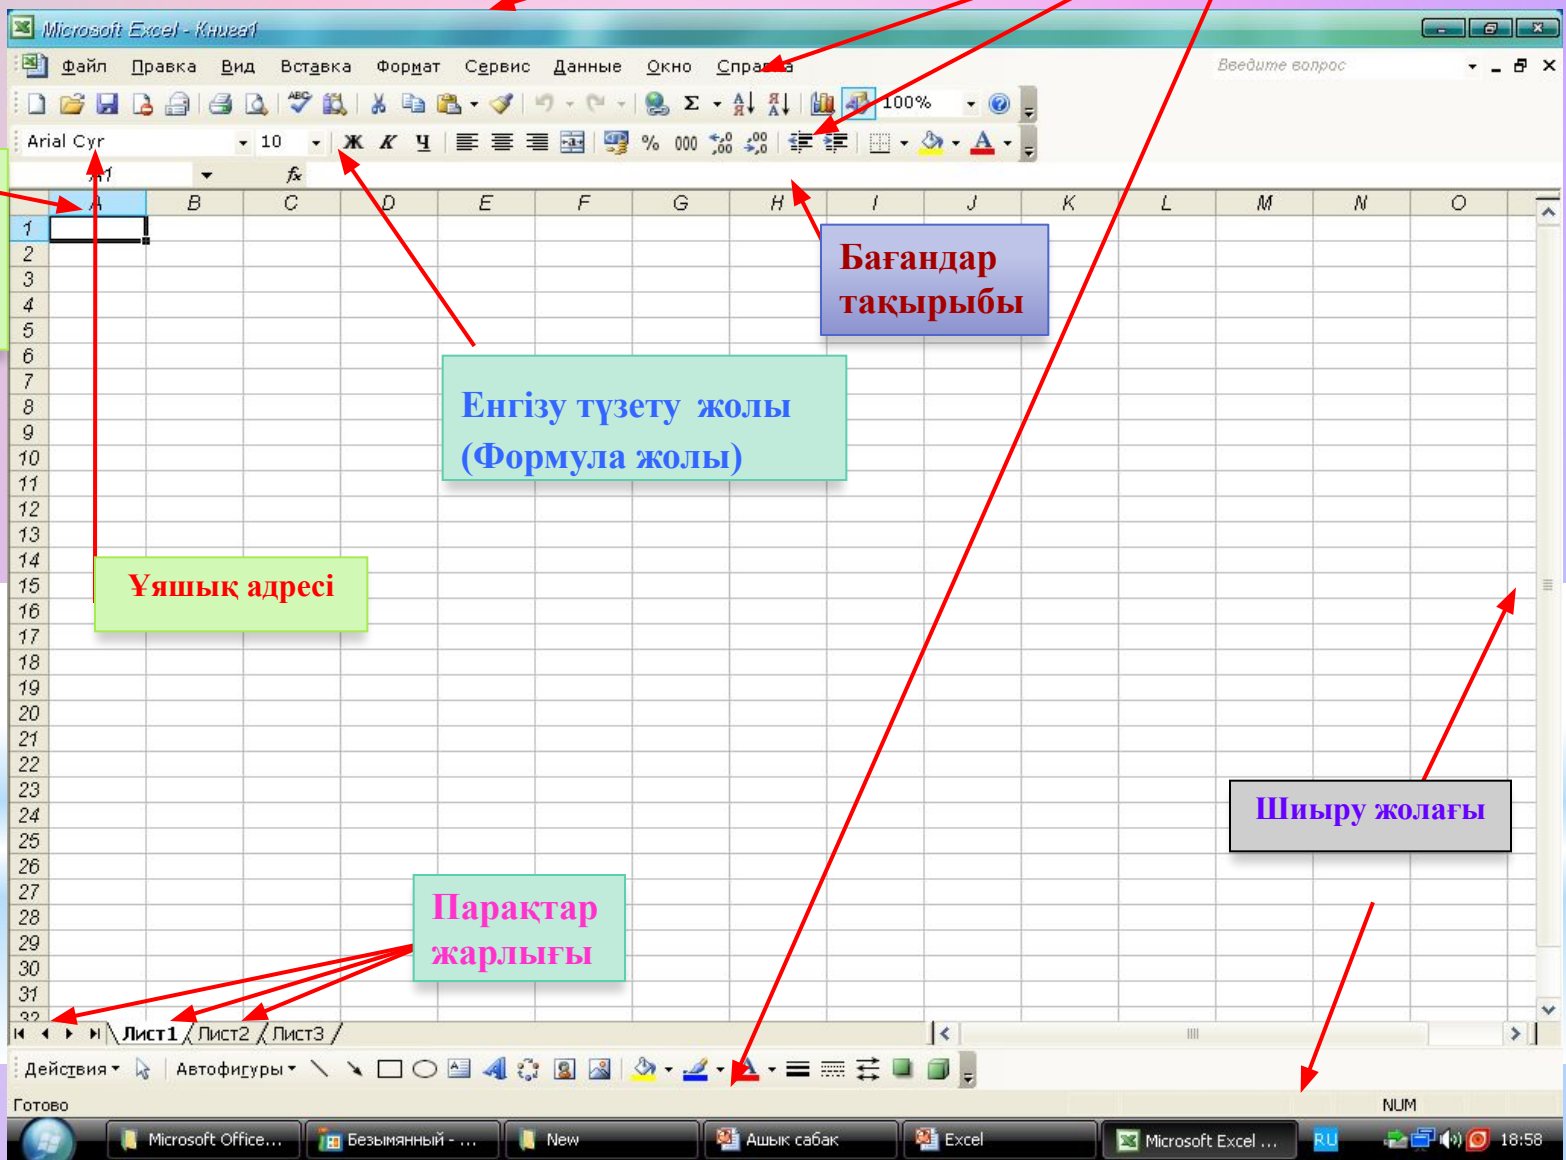 Microsoft Excel - Книга1
Файл Правка Вид Вставка Формат Сервис Данные Окно Справка Введите вопрос
100%
Arial Cyr 10 Ж К Ч % 000
A1 fx
A B C D E F G H I J K L M N O
1
2
3
4
5
6
7
8
9
10
11
12
13
14
15
16
17
18
19
20
21
22
23
24
25
26
27
28
29
30
31
32
Бағандар
тақырыбы
Енгізу түзету жолы
(Формула жолы)
Ұяшық адресі
Шиыру жолағы
Парақтар
жарлығы
Лист1 Лист2 Лист3
Действия Автофигуры
Готово NUM
Microsoft Office... Безымянный - ... New Ашык сабак Excel Microsoft Excel ... RU 18:58